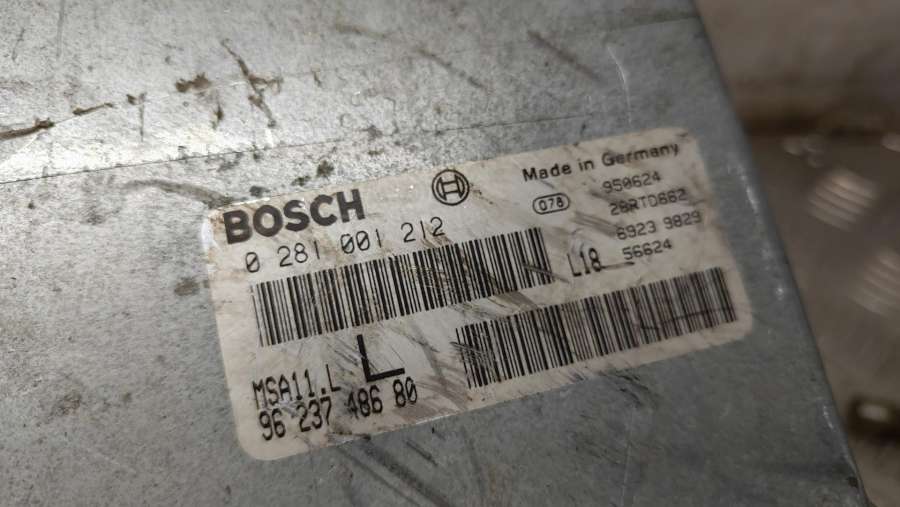 BOSCH
Made in Germany
0 281 001 212
078
950624
28RTD662
6923 9829
L18
56624
L
MSA11.L
96 237 486 80